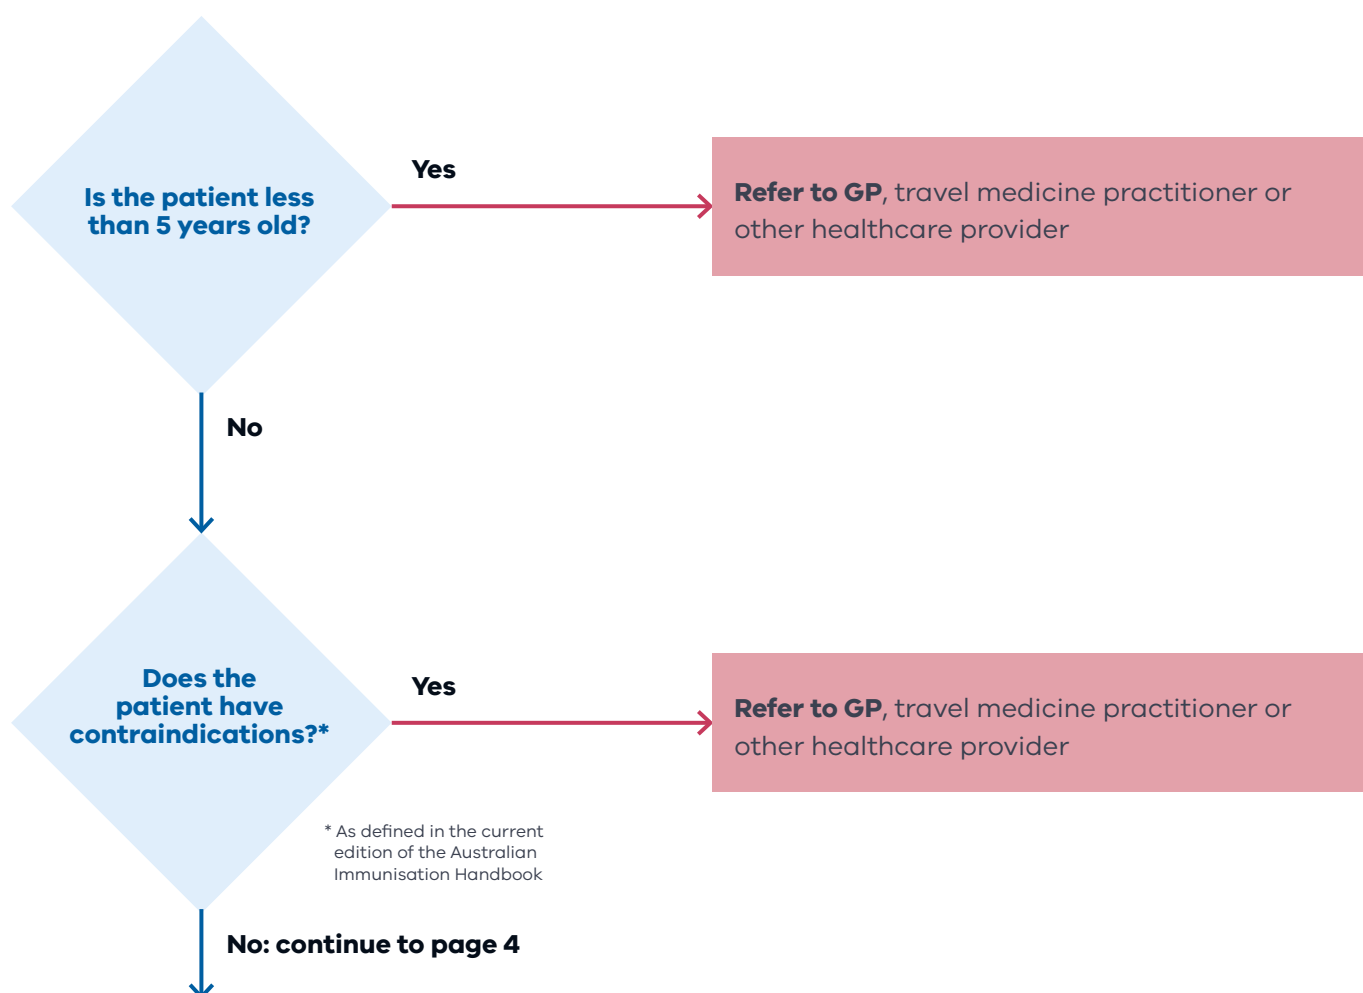 Is the patient less
than 5 years old?
Yes
Refer to GP, travel medicine practitioner or
other healthcare provider
No
Does the
patient have
contraindications?*
Yes
Refer to GP, travel medicine practitioner or
other healthcare provider
* As defined in the current
edition of the Australian
Immunisation Handbook
No: continue to page 4